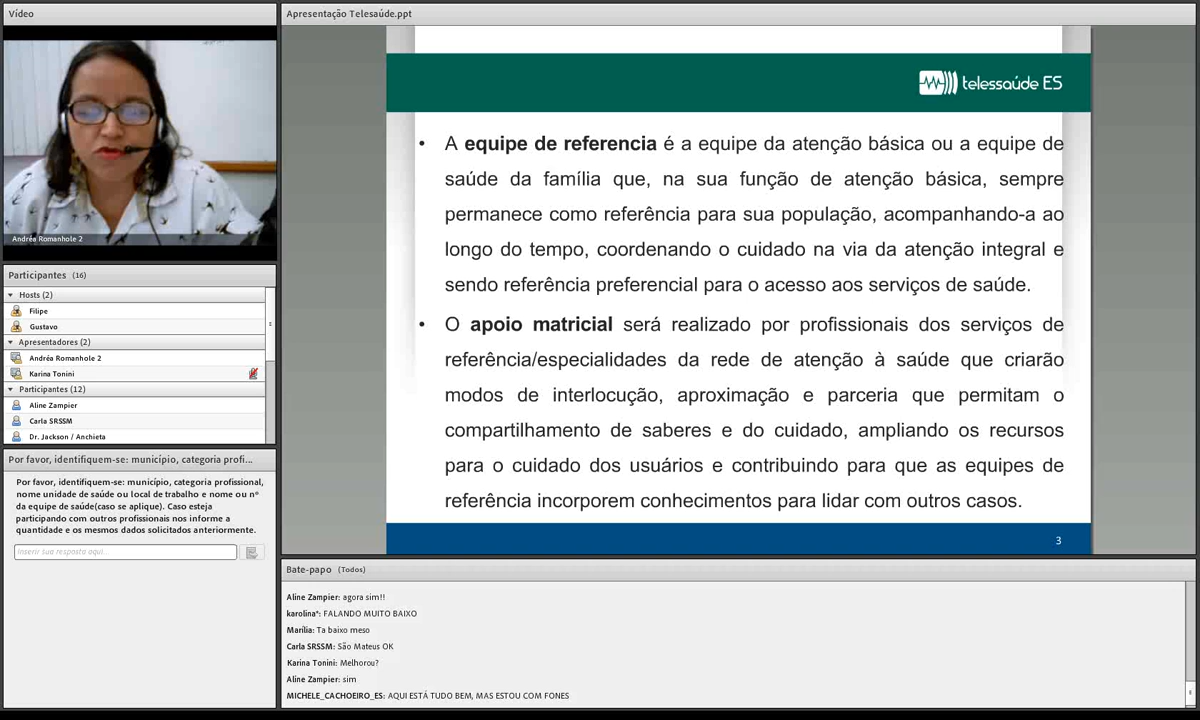 Vídeo
Andréa Romanhole 2
Participantes (16)
Hosts (2)
Filipe
Gustavo
Apresentadores (2)
Andréa Romanhole 2
Karina Tonini
Participantes (12)
Aline Zampier
Carla SRSSM
Dr. Jackson / Anchieta
Por favor, identifiquem-se: município, categoria profi...
Por favor, identifiquem-se: município, categoria profissional,
nome unidade de saúde ou local de trabalho e nome ou nº
da equipe de saúde(caso se aplique). Caso esteja
participando com outros profissionais nos informe a
quantidade e os mesmos dados solicitados anteriormente.
Inserir sua resposta aqui...
Apresentação Telesaúde.ppt
telessaúde ES
• A equipe de referencia é a equipe da atenção básica ou a equipe de
saúde da família que, na sua função de atenção básica, sempre
permanece como referência para sua população, acompanhando-a ao
longo do tempo, coordenando o cuidado na via da atenção integral e
sendo referência preferencial para o acesso aos serviços de saúde.
• O apoio matricial será realizado por profissionais dos serviços de
referência/especialidades da rede de atenção à saúde que criarão
modos de interlocução, aproximação e parceria que permitam o
compartilhamento de saberes e do cuidado, ampliando os recursos
para o cuidado dos usuários e contribuindo para que as equipes de
referência incorporem conhecimentos para lidar com outros casos.
3
Bate-papo (Todos)
Aline Zampier: agora sim!!
karolina*: FALANDO MUITO BAIXO
Marília: Ta baixo meso
Carla SRSSM: São Mateus OK
Karina Tonini: Melhorou?
Aline Zampier: sim
MICHELE_CACHOEIRO_ES: AQUI ESTÁ TUDO BEM, MAS ESTOU COM FONES